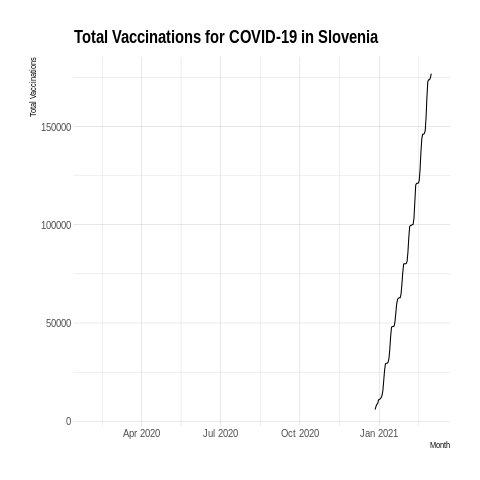 Total Vaccinations for COVID-19 in Slovenia
Total Vaccinations
150000
100000
50000
0
Apr 2020
Jul 2020
Oct 2020
Jan 2021
Month